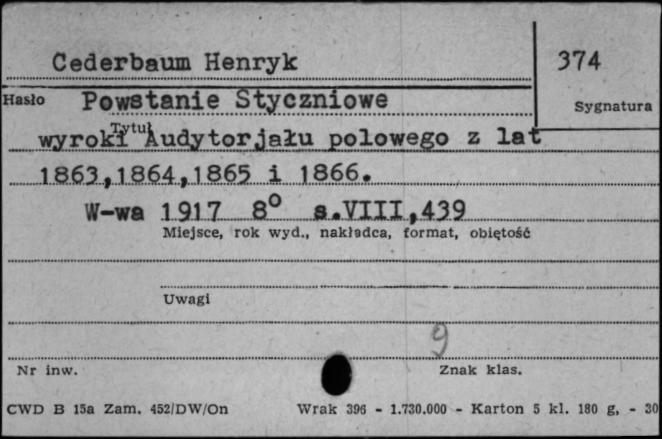 Cederbaum Henryk
374
Hasło Powstanie Styczniowe
Sygnatura
Tytuł
wyroki Audytorjału polowego z lat
1863,1864,1865 i 1866.
W-wa 1917 8° s.VIII,439
Miejsce, rok wyd., nakładca, format, objętość
Uwagi
9
Nr inw.
Znak klas.
CWD B 15a Zam. 452/DW/On Wrak 396 - 1.730.000 - Karton 5 kl. 180 g, - 30